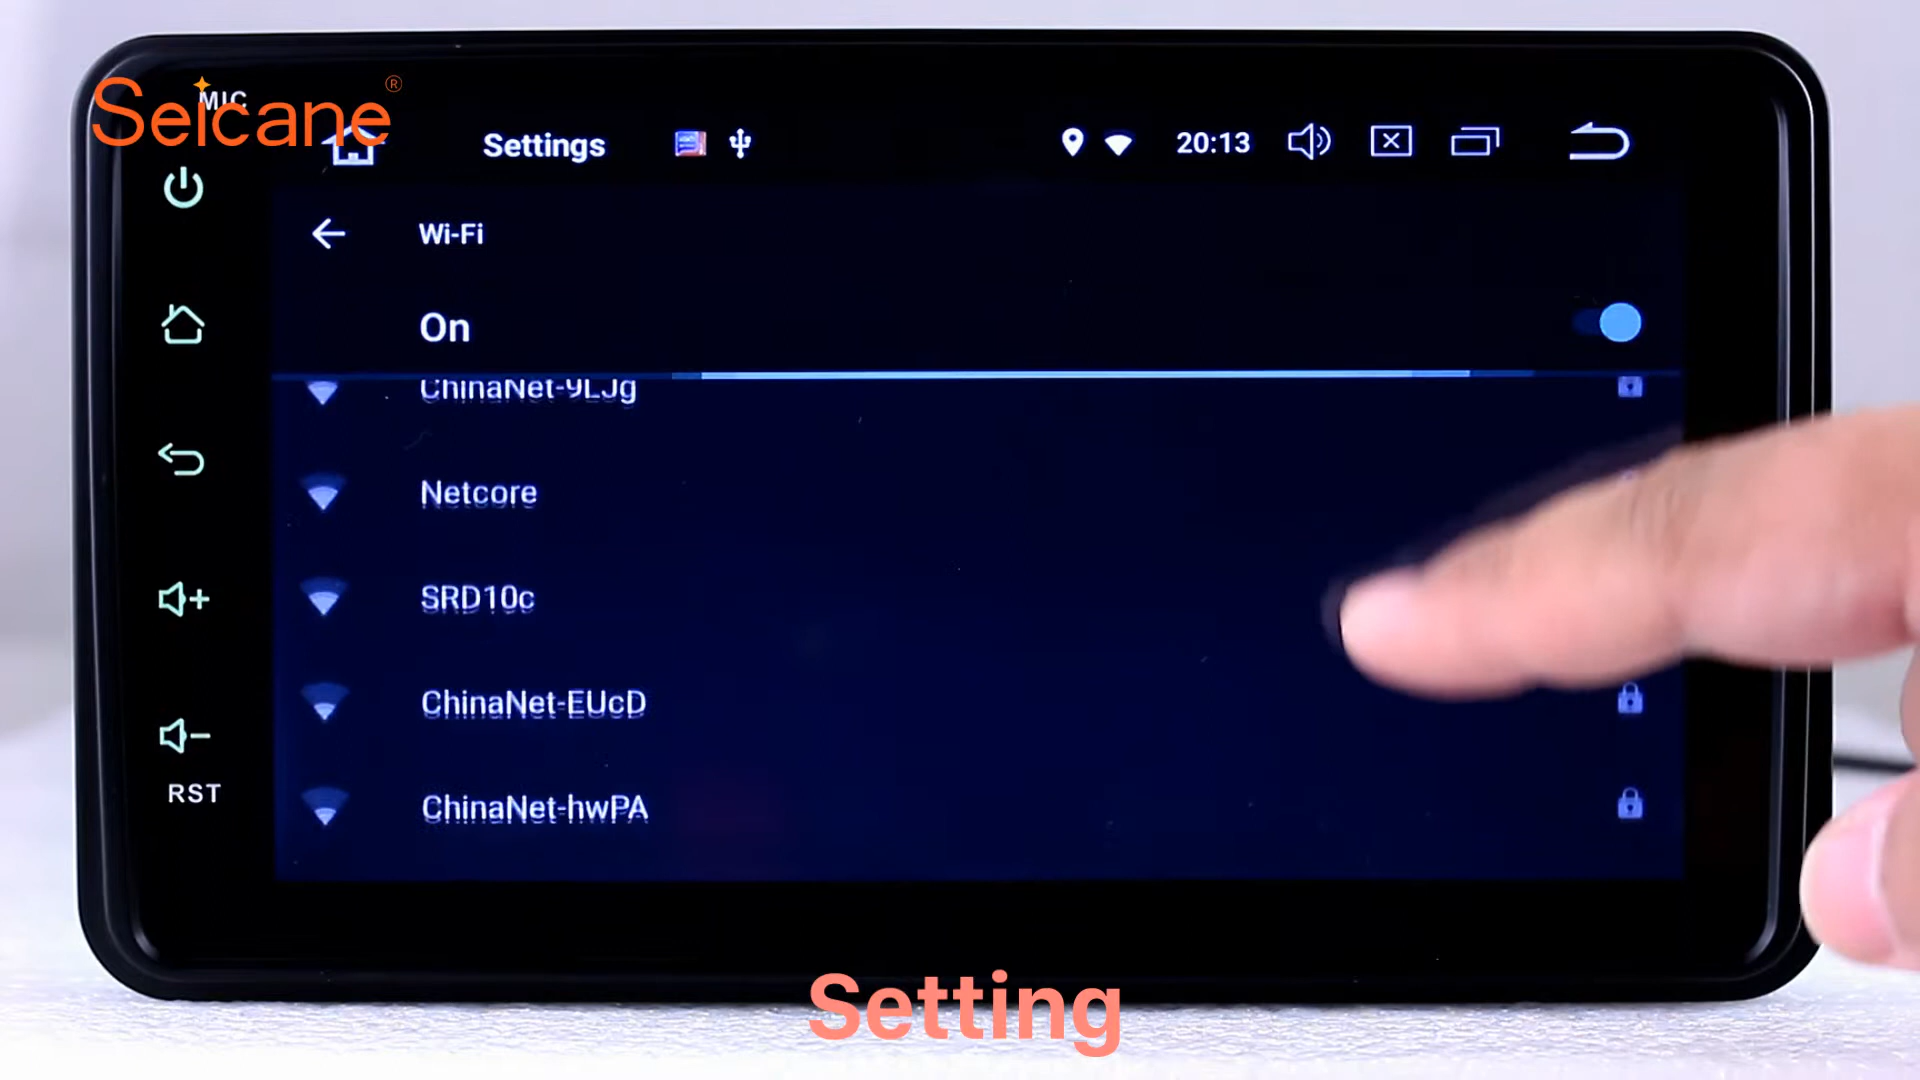 Seicane®
MIC
Settings
20:13
Wi-Fi
On
ChinaNet-9LJg
Netcore
SRD10c
ChinaNet-EUcD
ChinaNet-hwPA
RST
Setting